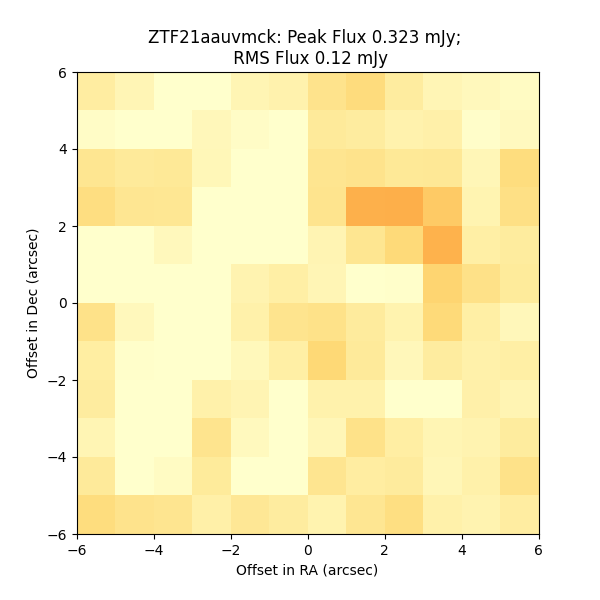 ZTF21aauvmck: Peak Flux 0.323 mJy;
RMS Flux 0.12 mJy
6
4
2
0
−2
−4
−6
Offset in Dec (arcsec)
−6 −4 −2 0 2 4 6
Offset in RA (arcsec)